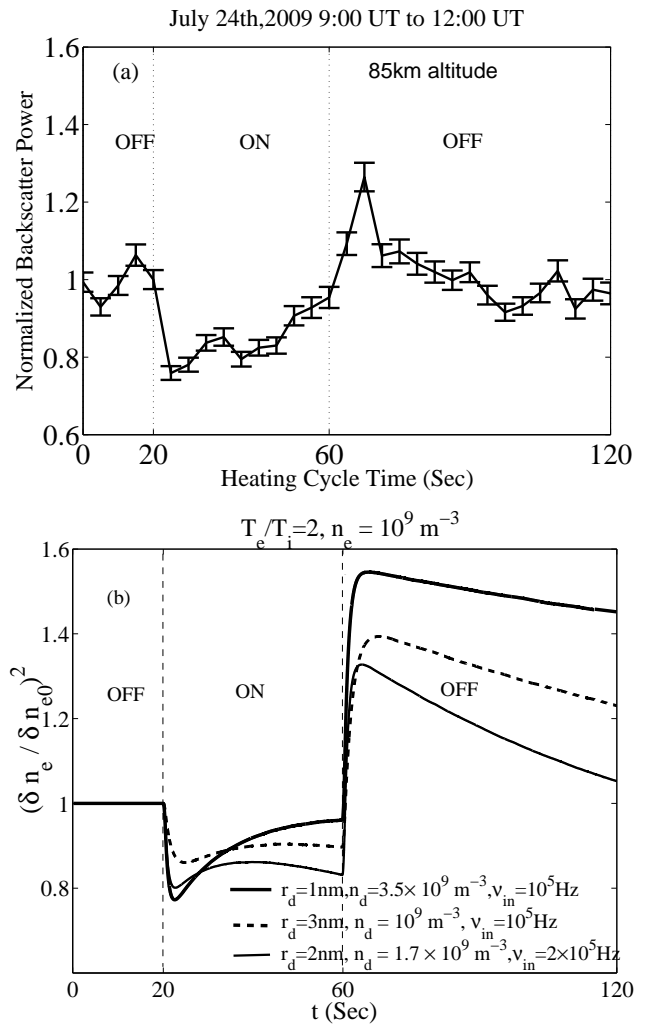 July 24th,2009 9:00 UT to 12:00 UT
1.6
(a)
85km altitude
1.4
OFF ON OFF
1.2
1
0.8
0.6
Normalized Backscatter Power
0 20 60 120
Heating Cycle Time (Sec)
T_e/T_i=2, n_e = 10^9 m^−3
1.6
(b)
1.4
OFF ON OFF
1.2
1
0.8
(δ n_e / δ n_e0)^2
r_d=1nm,n_d=3.5× 10^9 m^−3,ν_in=10^5Hz
r_d=3nm, n_d = 10^9 m^−3, ν_in=10^5Hz
r_d=2nm, n_d = 1.7 × 10^9 m^−3,ν_in=2×10^5Hz
0 20 60 120
t (Sec)